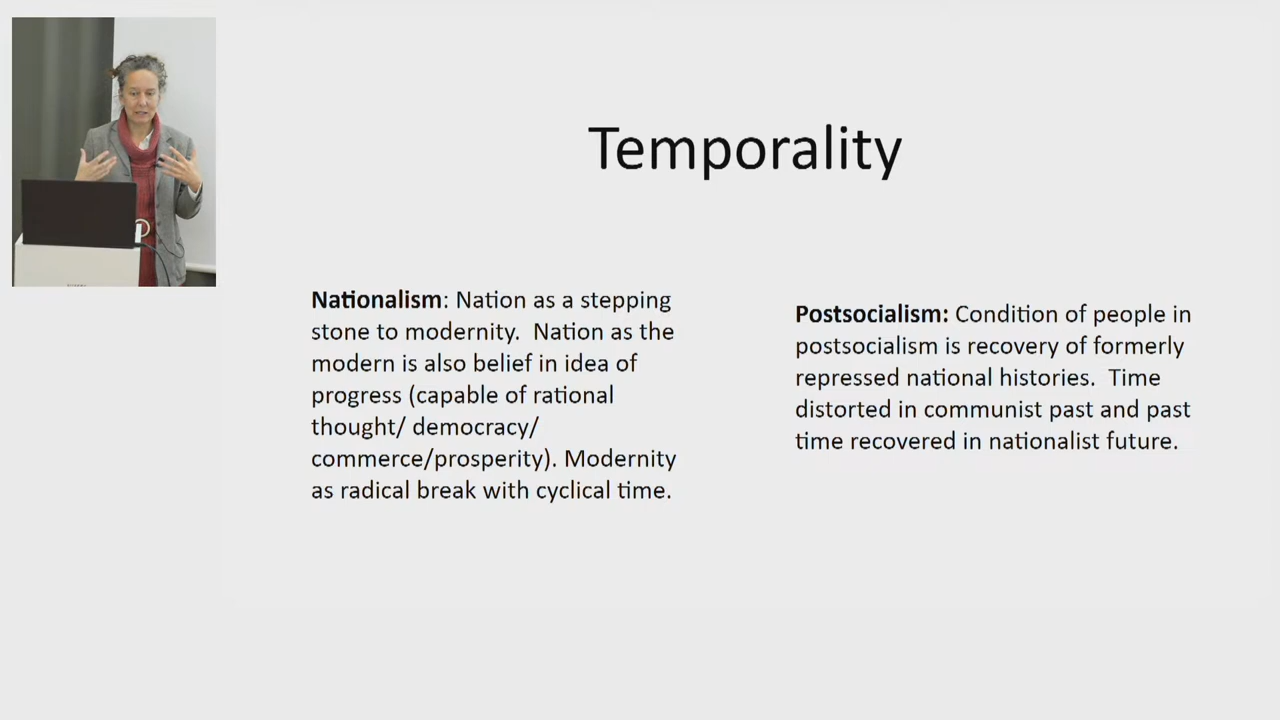 Temporality
Nationalism: Nation as a stepping
stone to modernity.  Nation as the
modern is also belief in idea of
progress (capable of rational
thought/ democracy/
commerce/prosperity). Modernity
as radical break with cyclical time.
Postsocialism: Condition of people in
postsocialism is recovery of formerly
repressed national histories.  Time
distorted in communist past and past
time recovered in nationalist future.